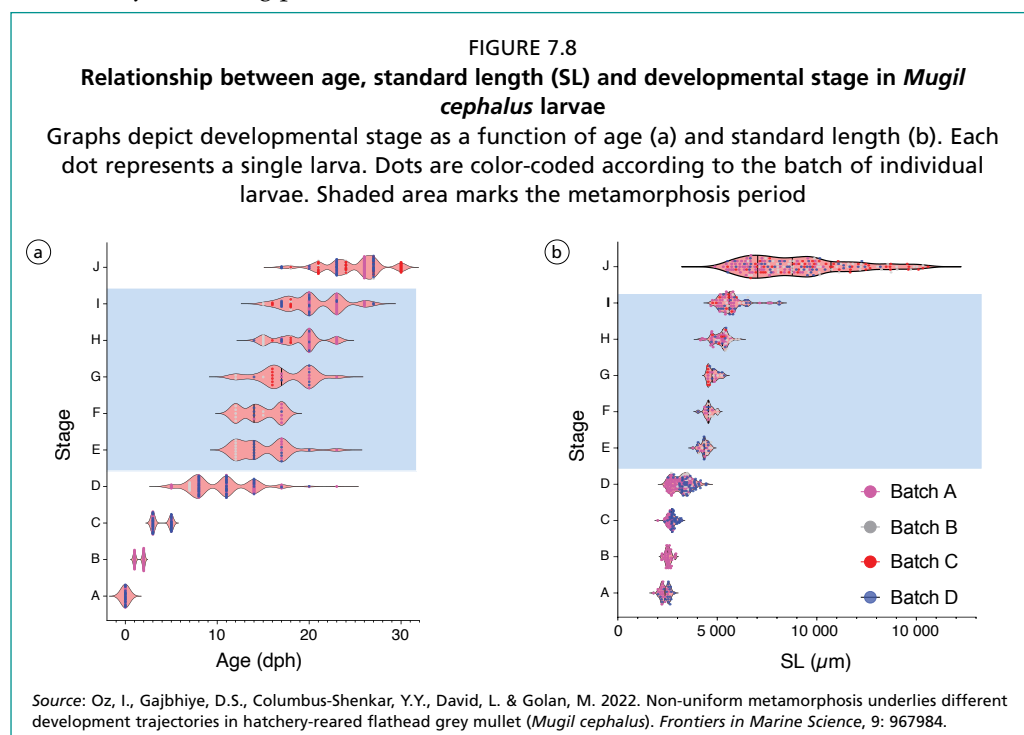 FIGURE 7.8
Relationship between age, standard length (SL) and developmental stage in Mugil
cephalus larvae
Graphs depict developmental stage as a function of age (a) and standard length (b). Each
dot represents a single larva. Dots are color-coded according to the batch of individual
larvae. Shaded area marks the metamorphosis period
a
J
I
H
G
F
E
D
C
B
A
Stage
0 10 20 30
Age (dph)
b
J
I
H
G
F
E
D
C
B
A
Stage
Batch A
Batch B
Batch C
Batch D
0 5 000 10 000 10 000
SL (µm)
Source: Oz, I., Gajbhiye, D.S., Columbus-Shenkar, Y.Y., David, L. & Golan, M. 2022. Non-uniform metamorphosis underlies different
development trajectories in hatchery-reared flathead grey mullet (Mugil cephalus). Frontiers in Marine Science, 9: 967984.